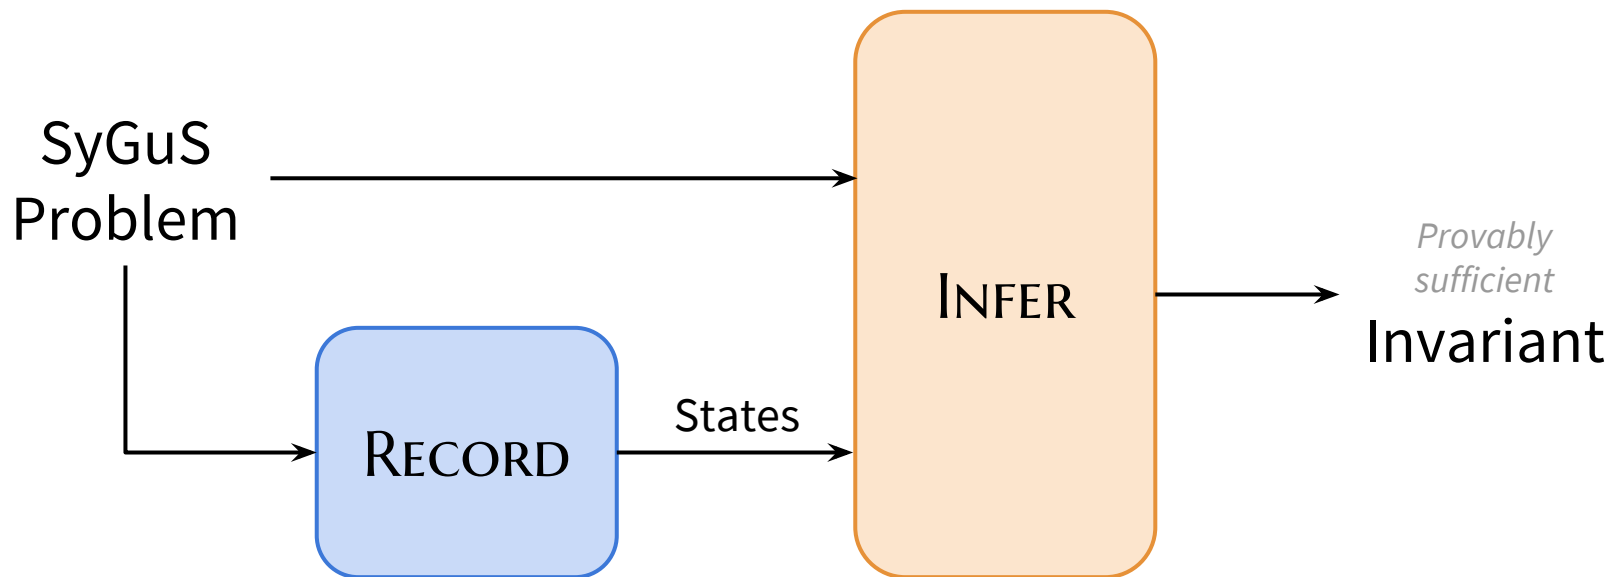 SyGuS
Problem
Provably
sufficient
Invariant
INFER
States
RECORD